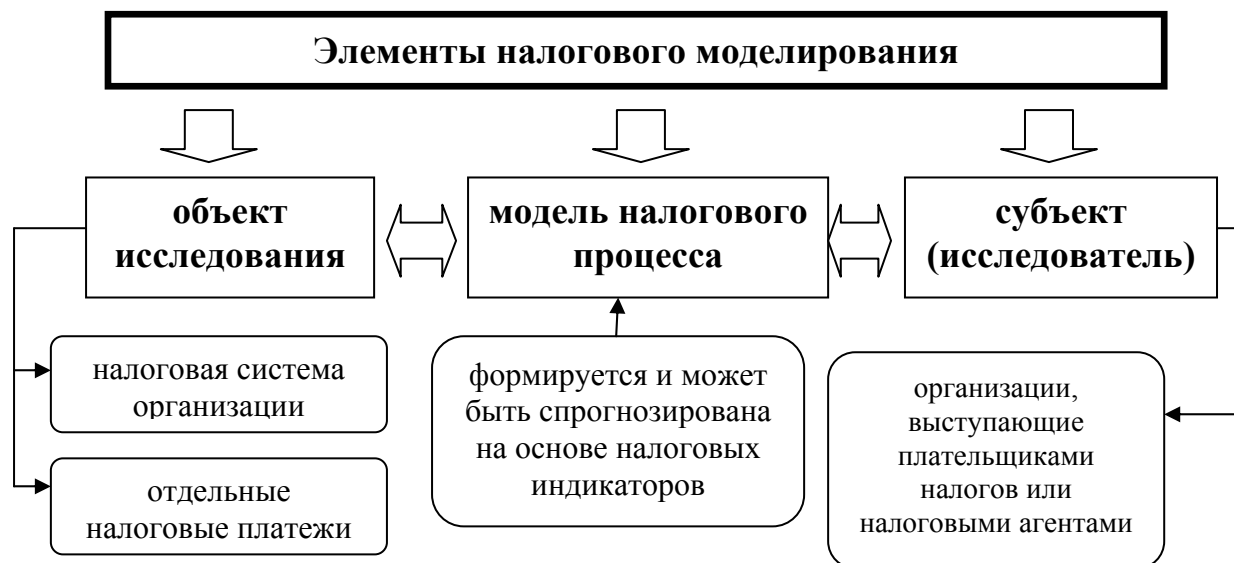 Элементы налогового моделирования
объект
исследования
модель налогового
процесса
субъект
(исследователь)
налоговая система
организации
отдельные
налоговые платежи
формируется и может
быть спрогнозирована
на основе налоговых
индикаторов
организации,
выступающие
плательщиками
налогов или
налоговыми агентами